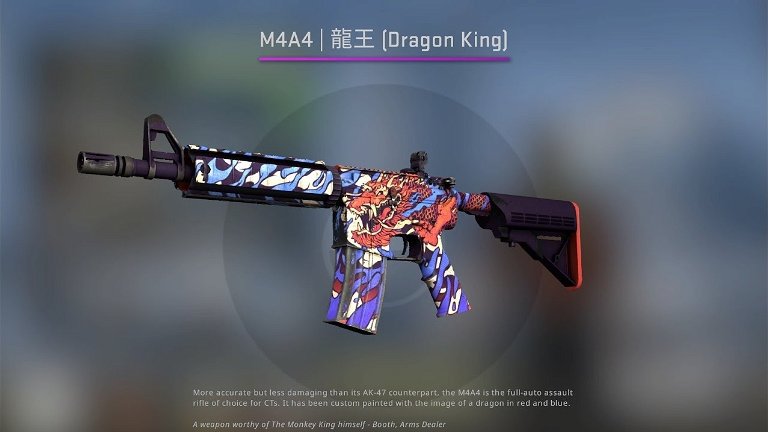 M4A4 | 龍王 (Dragon King)
More accurate but less damaging than its AK-47 counterpart, the M4A4 is the full-auto assault
rifle of choice for CTs. It has been custom painted with the image of a dragon in red and blue.
A weapon worthy of The Monkey King himself - Booth, Arms Dealer